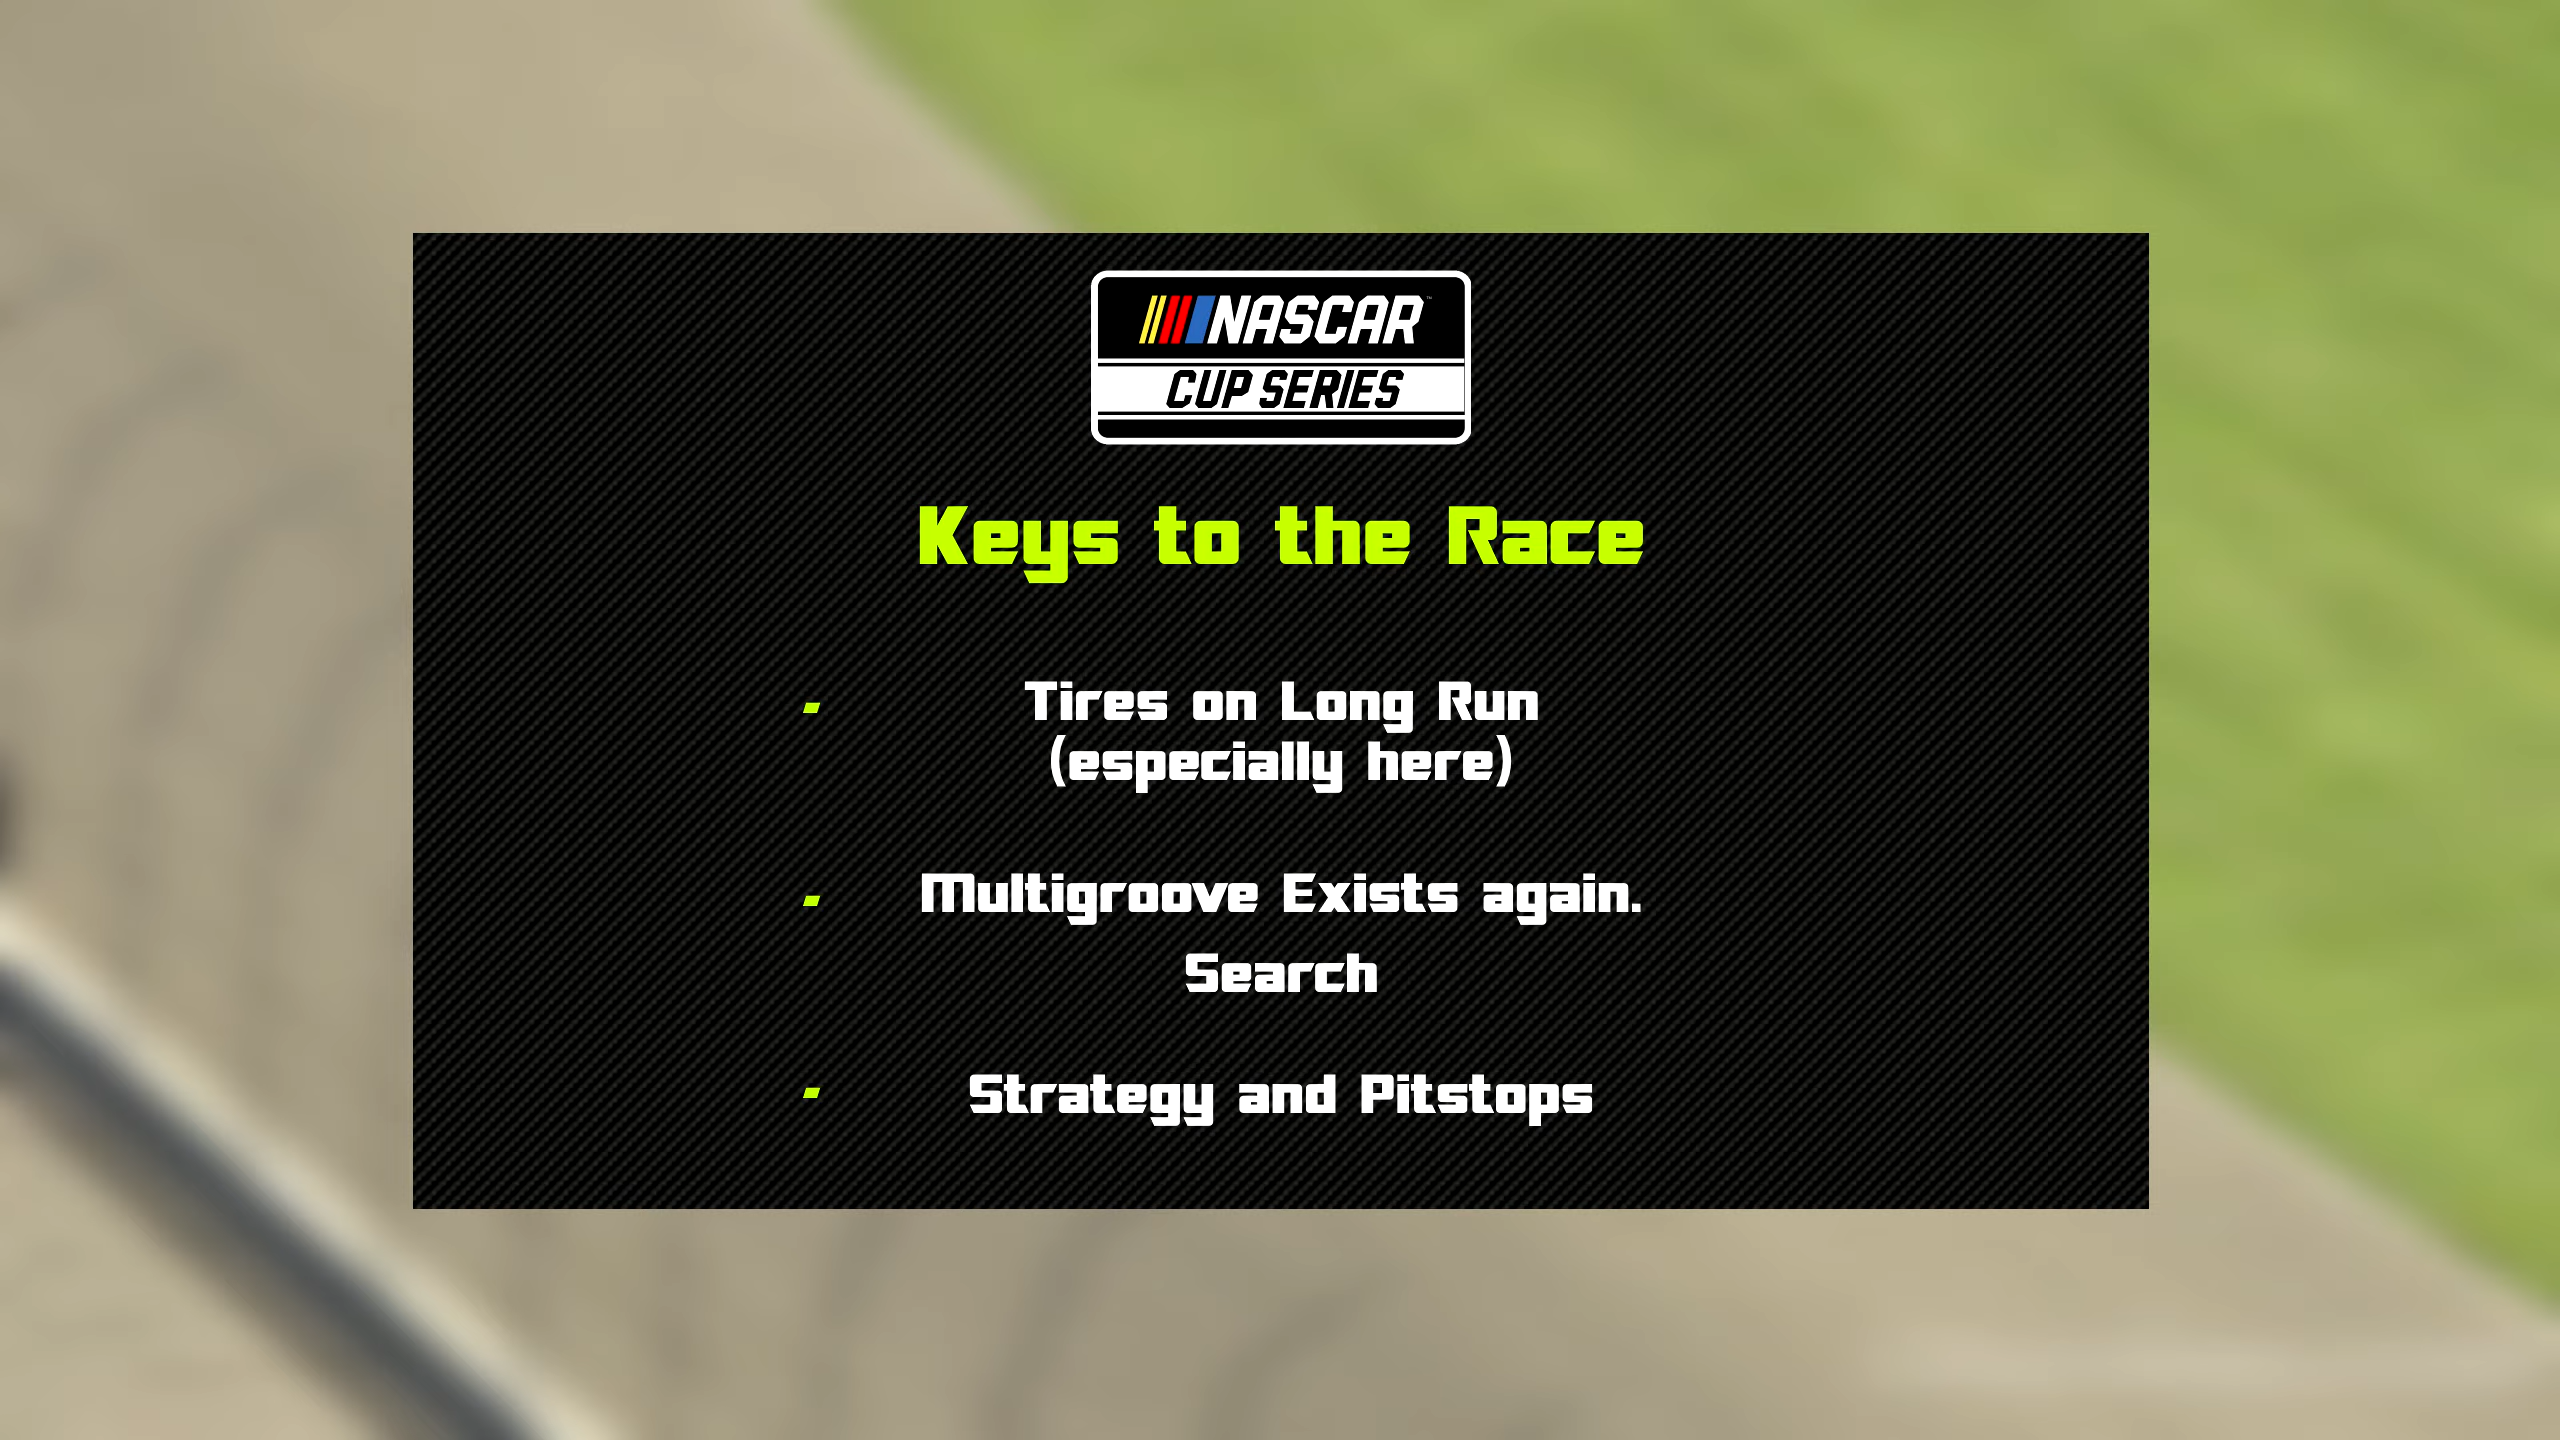 NASCAR
CUP SERIES
Keys to the Race
- Tires on Long Run
(especially here)
- Multigroove Exists again.
Search
- Strategy and Pitstops